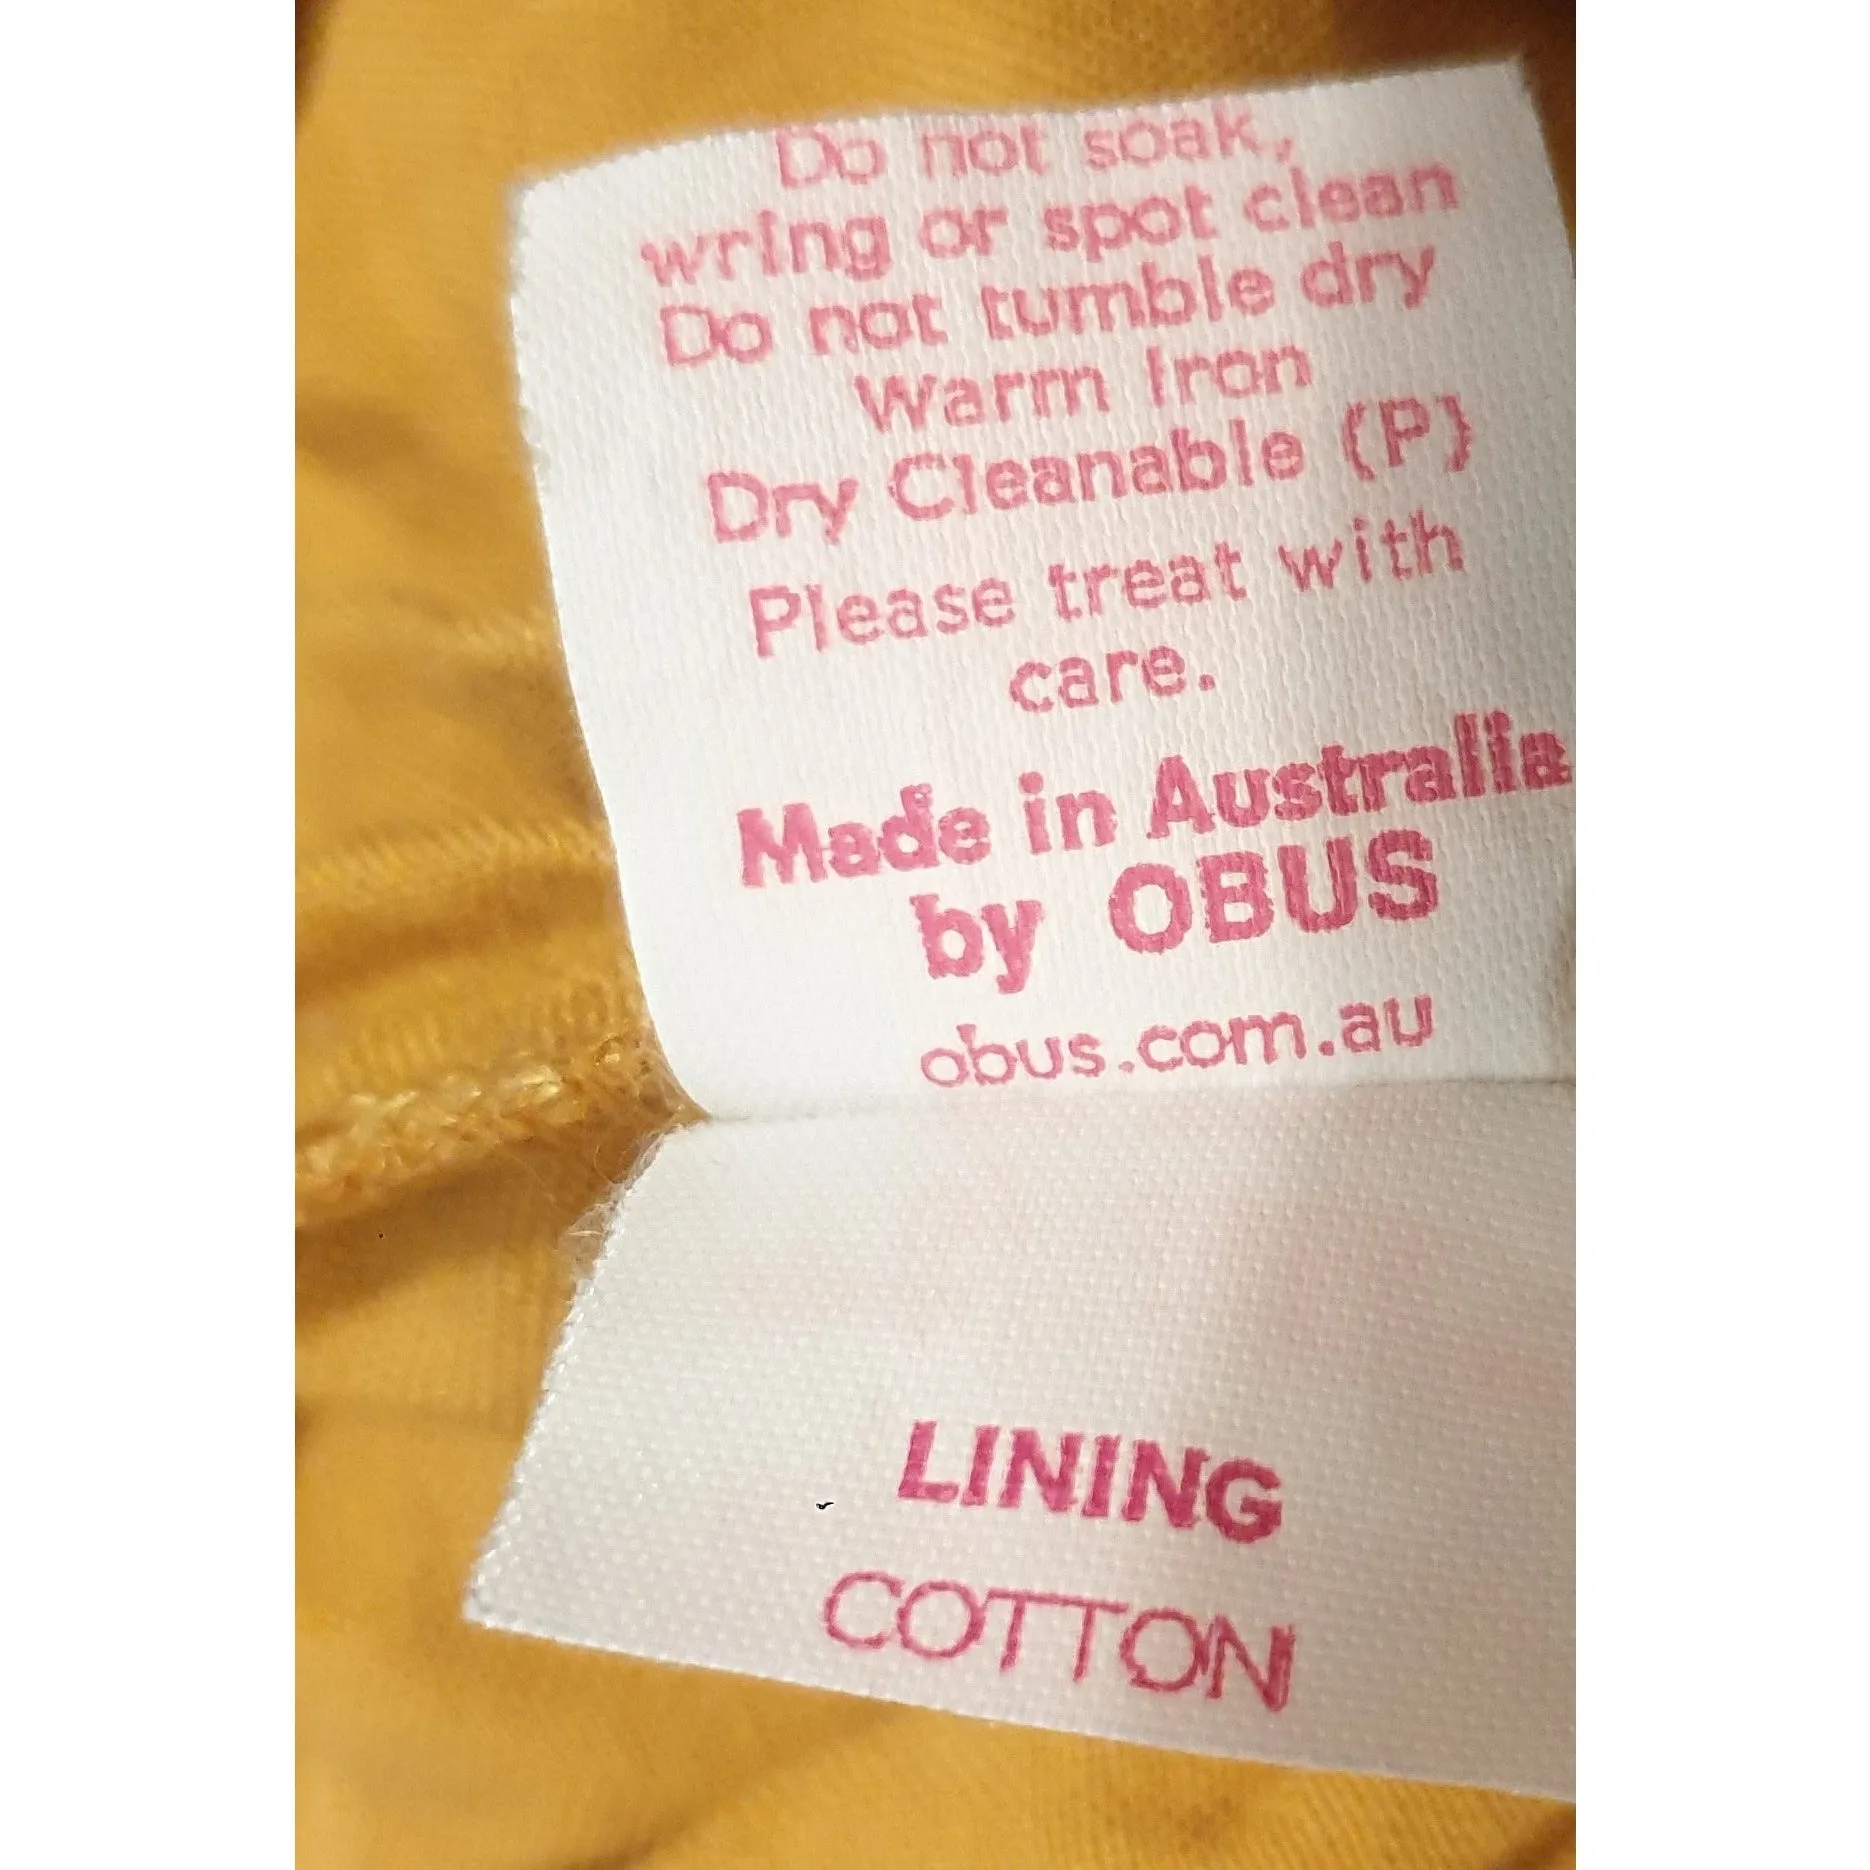 Do not soak,
wring or spot clean
Do not tumble dry
Warm Iron
Dry Cleanable (P)
Please treat with
care.
Made in Australia
by OBUS
obus.com.au
LINING
COTTON